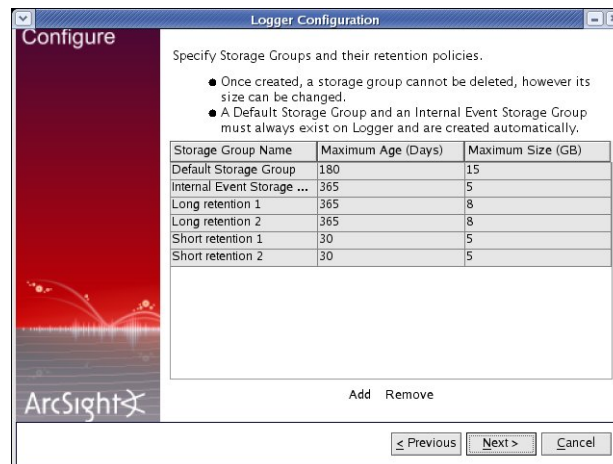 Logger Configuration
Configure
Specify Storage Groups and their retention policies.
● Once created, a storage group cannot be deleted, however its
size can be changed.
● A Default Storage Group and an Internal Event Storage Group
must always exist on Logger and are created automatically.
Storage Group Name Maximum Age (Days) Maximum Size (GB)
Default Storage Group 180 15
Internal Event Storage ... 365 5
Long retention 1 365 8
Long retention 2 365 8
Short retention 1 30 5
Short retention 2 30 5
Add Remove
ArcSight
< Previous Next > Cancel